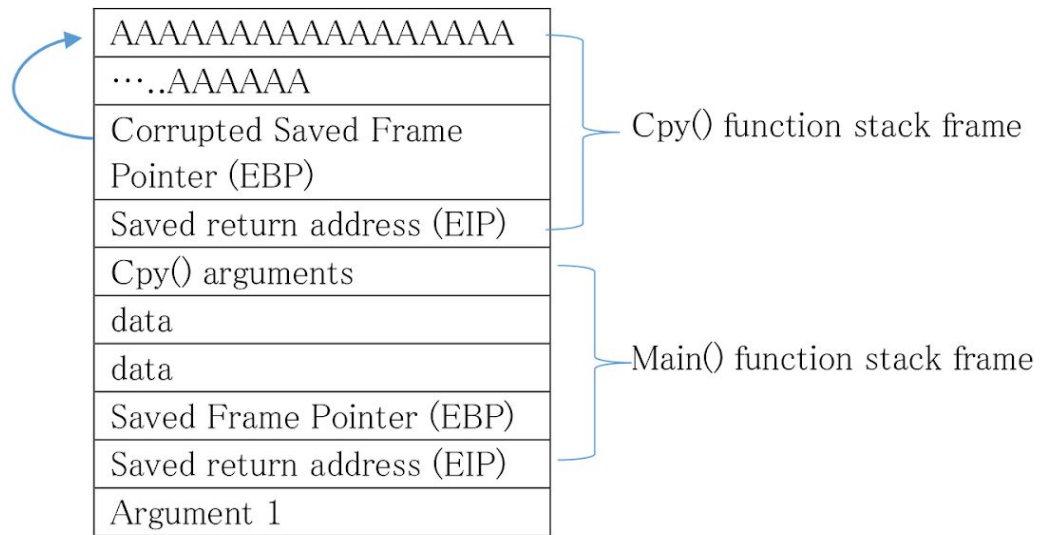 AAAAAAAAAAAAAAAAA
…..AAAAAA
Corrupted Saved Frame
Pointer (EBP)
Saved return address (EIP)
Cpy() function stack frame
Cpy() arguments
data
data
Saved Frame Pointer (EBP)
Saved return address (EIP)
Main() function stack frame
Argument 1